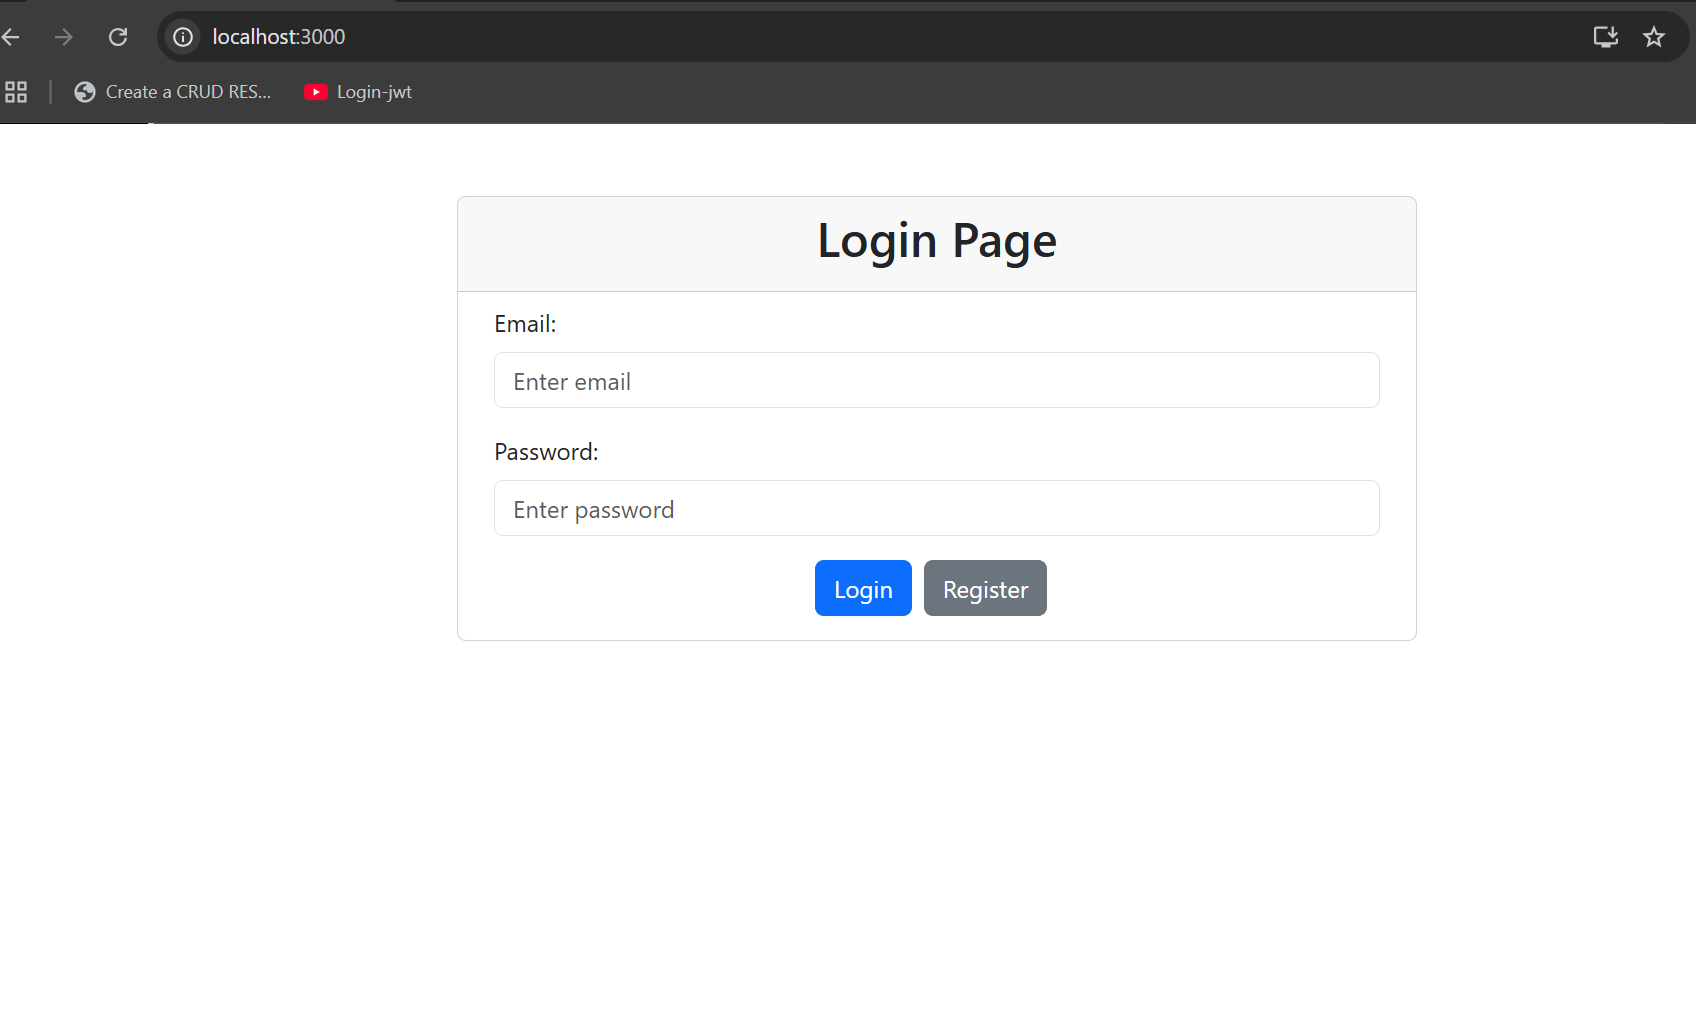 localhost:3000
Create a CRUD RES... Login-jwt
Login Page
Email:
Enter email
Password:
Enter password
Login Register